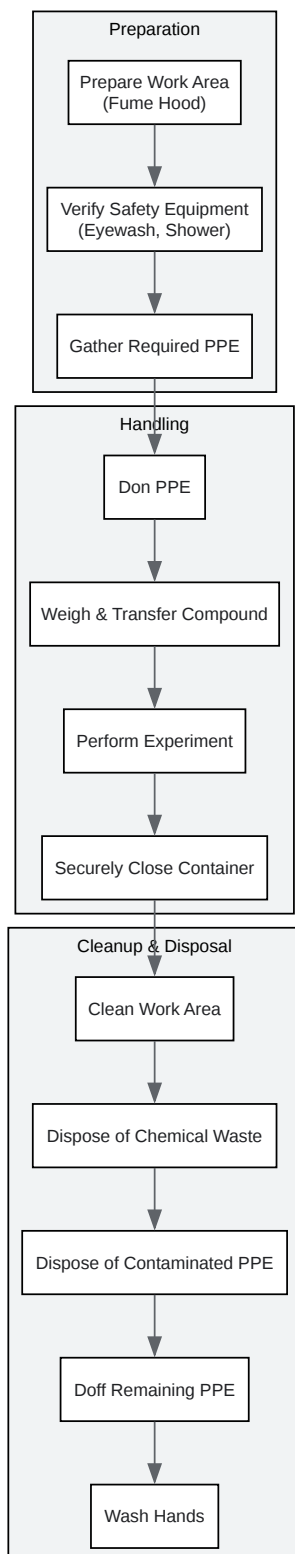 Preparation
Prepare Work Area
(Fume Hood)
Verify Safety Equipment
(Eyewash, Shower)
Gather Required PPE
Handling
Don PPE
Weigh & Transfer Compound
Perform Experiment
Securely Close Container
Cleanup & Disposal
Clean Work Area
Dispose of Chemical Waste
Dispose of Contaminated PPE
Doff Remaining PPE
Wash Hands